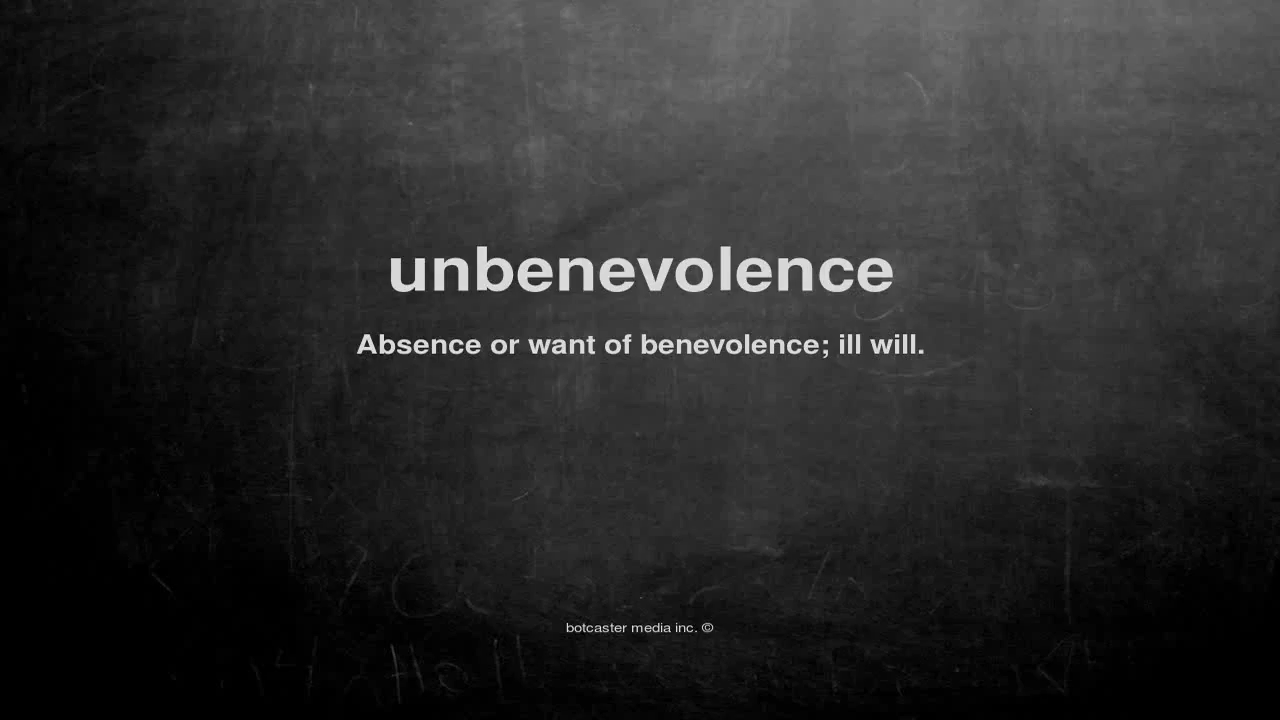 unbenevolence
Absence or want of benevolence; ill will.
botcaster media inc. ©